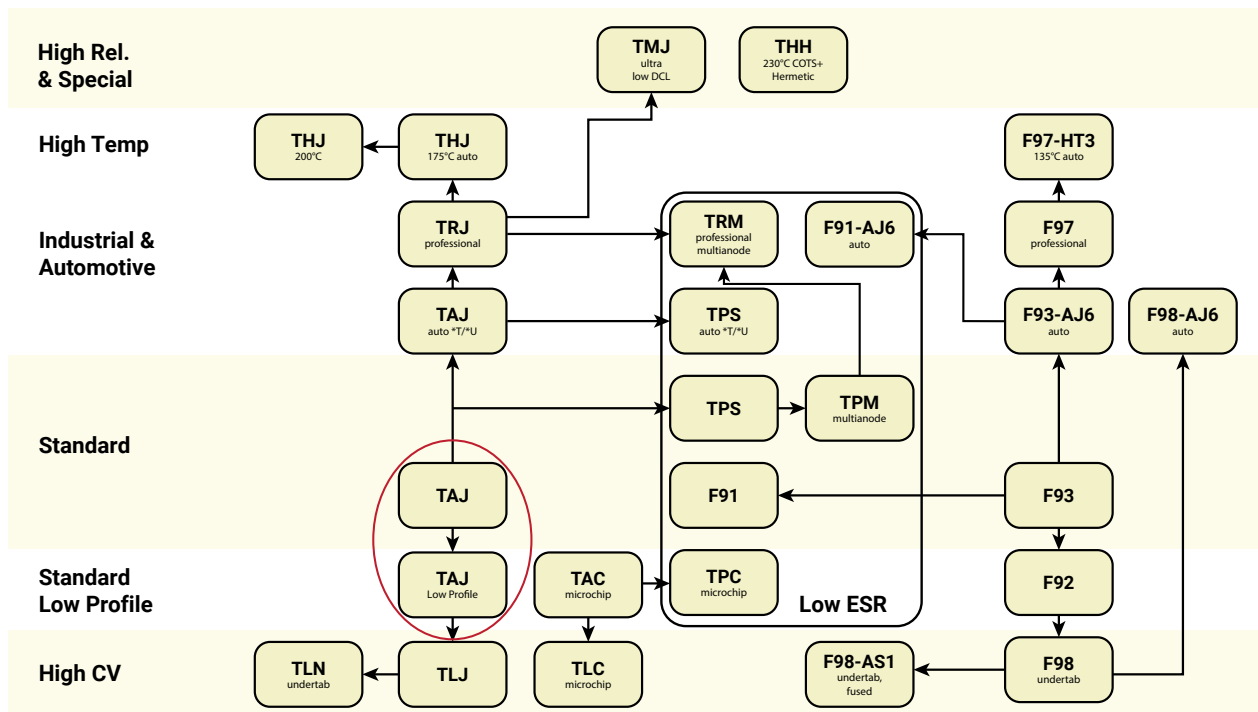 High Rel.
& Special
TMJ
ultra
low DCL
THH
230°C COTS+
Hermetic
High Temp
THJ
200°C
THJ
175°C auto
F97-HT3
135°C auto
Industrial &
Automotive
TRJ
professional
TRM
professional
multianode
F91-AJ6
auto
F97
professional
TAJ
auto *T/*U
TPS
auto *T/*U
F93-AJ6
auto
F98-AJ6
auto
Standard
TPS
TPM
multianode
TAJ
F91
F93
Standard
Low Profile
TAJ
Low Profile
TAC
microchip
TPC
microchip
Low ESR
F92
High CV
TLN
undertab
TLJ
TLC
microchip
F98-AS1
undertab,
fused
F98
undertab